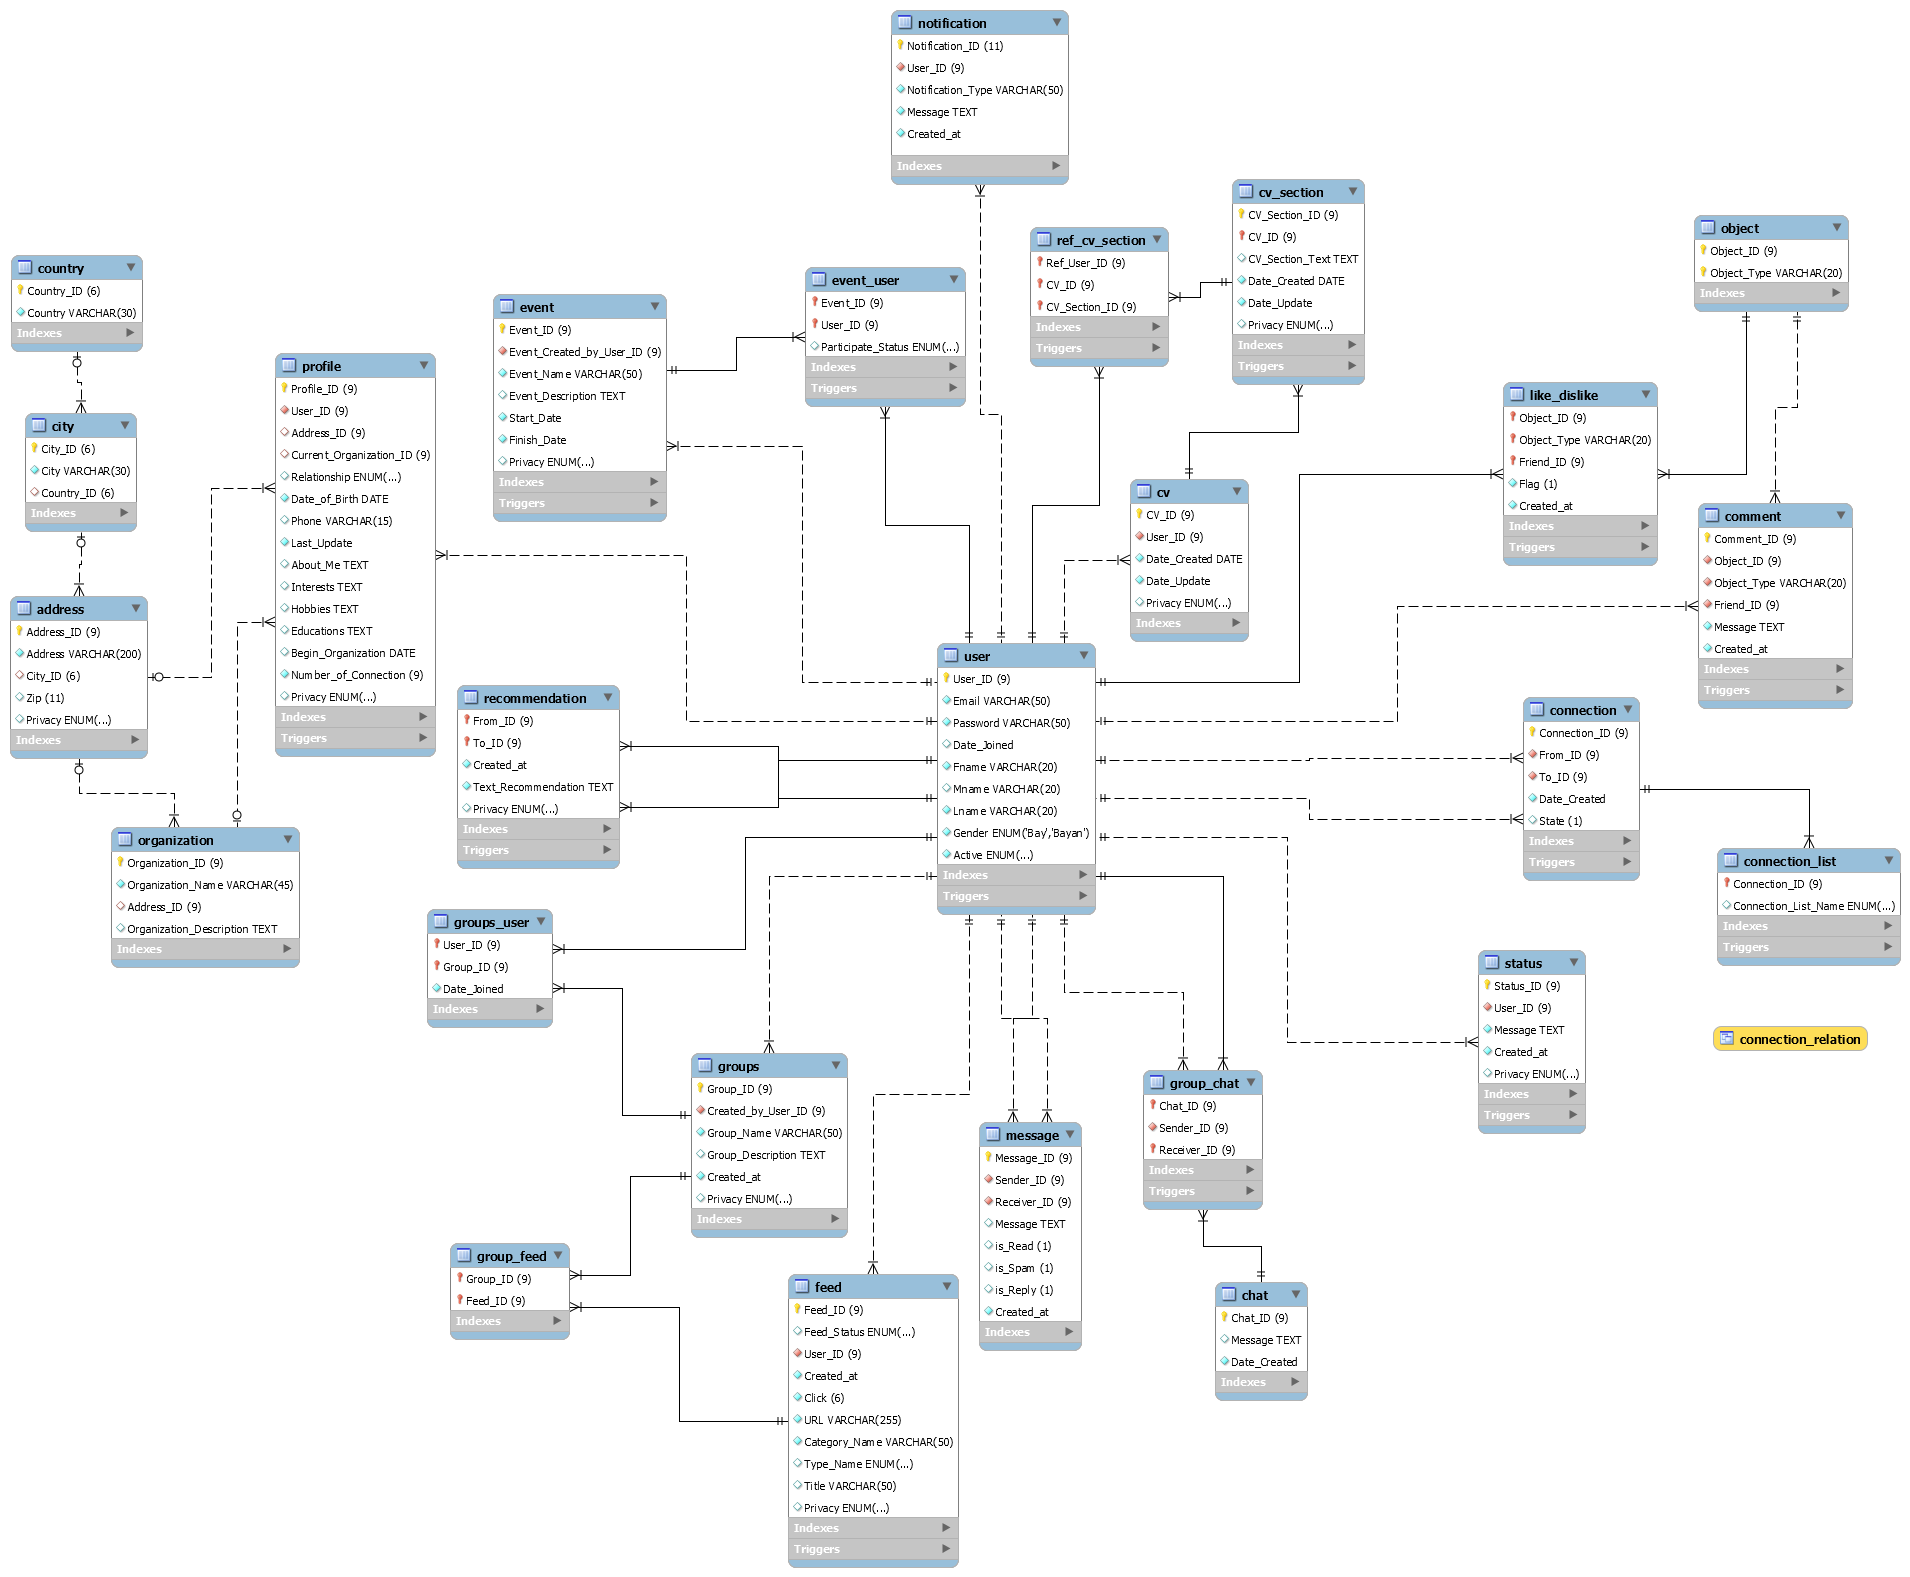 notification
Notification_ID (11)
User_ID (9)
Notification_Type VARCHAR(50)
Message TEXT
Created_at
Indexes
cv_section
CV_Section_ID (9)
CV_ID (9)
CV_Section_Text TEXT
Date_Created DATE
Date_Update
Privacy ENUM(...)
Indexes
Triggers
ref_cv_section
Ref_User_ID (9)
CV_ID (9)
CV_Section_ID (9)
Indexes
Triggers
object
Object_ID (9)
Object_Type VARCHAR(20)
Indexes
country
Country_ID (6)
Country VARCHAR(30)
Indexes
event_user
Event_ID (9)
User_ID (9)
Participate_Status ENUM(...)
Indexes
Triggers
event
Event_ID (9)
Event_Created_by_User_ID (9)
Event_Name VARCHAR(50)
Event_Description TEXT
Start_Date
Finish_Date
Privacy ENUM(...)
Indexes
Triggers
profile
Profile_ID (9)
User_ID (9)
Address_ID (9)
Current_Organization_ID (9)
Relationship ENUM(...)
Date_of_Birth DATE
Phone VARCHAR(15)
Last_Update
About_Me TEXT
Interests TEXT
Hobbies TEXT
Educations TEXT
Begin_Organization DATE
Number_of_Connection (9)
Privacy ENUM(...)
Indexes
Triggers
like_dislike
Object_ID (9)
Object_Type VARCHAR(20)
Friend_ID (9)
Flag (1)
Created_at
Indexes
Triggers
city
City_ID (6)
City VARCHAR(30)
Country_ID (6)
Indexes
cv
CV_ID (9)
User_ID (9)
Date_Created DATE
Date_Update
Privacy ENUM(...)
Indexes
comment
Comment_ID (9)
Object_ID (9)
Object_Type VARCHAR(20)
Friend_ID (9)
Message TEXT
Created_at
Indexes
Triggers
address
Address_ID (9)
Address VARCHAR(200)
City_ID (6)
Zip (11)
Privacy ENUM(...)
Indexes
user
User_ID (9)
Email VARCHAR(50)
Password VARCHAR(50)
Date_Joined
Fname VARCHAR(20)
Mname VARCHAR(20)
Lname VARCHAR(20)
Gender ENUM('Bay','Bayan')
Active ENUM(...)
Indexes
Triggers
recommendation
From_ID (9)
To_ID (9)
Created_at
Text_Recommendation TEXT
Privacy ENUM(...)
Indexes
Triggers
connection
Connection_ID (9)
From_ID (9)
To_ID (9)
Date_Created
State (1)
Indexes
Triggers
organization
Organization_ID (9)
Organization_Name VARCHAR(45)
Address_ID (9)
Organization_Description TEXT
Indexes
connection_list
Connection_ID (9)
Connection_List_Name ENUM(...)
Indexes
Triggers
groups_user
User_ID (9)
Group_ID (9)
Date_Joined
Indexes
status
Status_ID (9)
User_ID (9)
Message TEXT
Created_at
Privacy ENUM(...)
Indexes
Triggers
connection_relation
groups
Group_ID (9)
Created_by_User_ID (9)
Group_Name VARCHAR(50)
Group_Description TEXT
Created_at
Privacy ENUM(...)
Indexes
group_chat
Chat_ID (9)
Sender_ID (9)
Receiver_ID (9)
Indexes
Triggers
message
Message_ID (9)
Sender_ID (9)
Receiver_ID (9)
Message TEXT
is_Read (1)
is_Spam (1)
is_Reply (1)
Created_at
Indexes
group_feed
Group_ID (9)
Feed_ID (9)
Indexes
feed
Feed_ID (9)
Feed_Status ENUM(...)
User_ID (9)
Created_at
Click (6)
URL VARCHAR(255)
Category_Name VARCHAR(50)
Type_Name ENUM(...)
Title VARCHAR(50)
Privacy ENUM(...)
Indexes
Triggers
chat
Chat_ID (9)
Message TEXT
Date_Created
Indexes